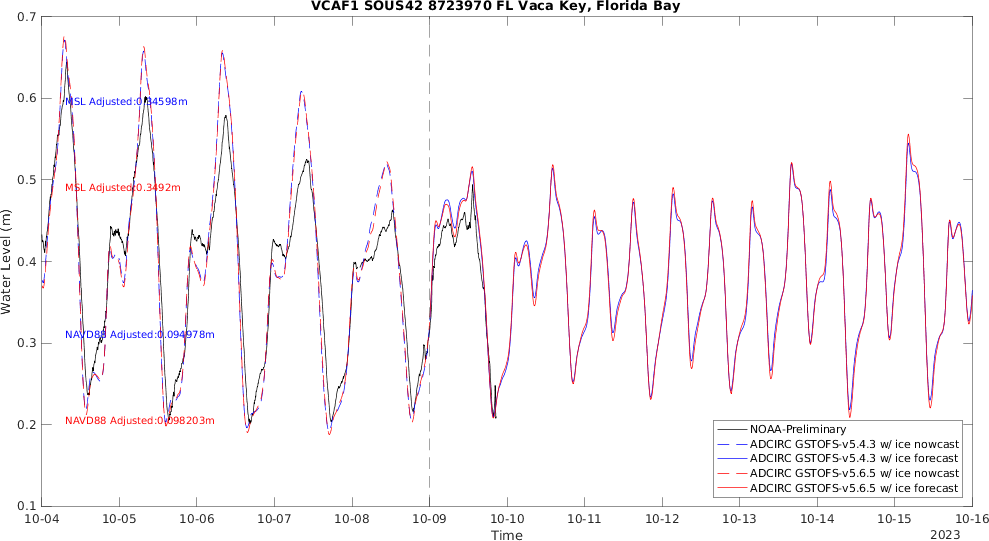 VCAF1 SOUS42 8723970 FL Vaca Key, Florida Bay
0.7
0.6
0.5
0.4
0.3
0.2
0.1
Water Level (m)
MSL Adjusted:0.34598m
MSL Adjusted:0.3492m
NAVD88 Adjusted:0.094978m
NAVD88 Adjusted:0.098203m
NOAA-Preliminary
ADCIRC GSTOFS-v5.4.3 w/ ice nowcast
ADCIRC GSTOFS-v5.4.3 w/ ice forecast
ADCIRC GSTOFS-v5.6.5 w/ ice nowcast
ADCIRC GSTOFS-v5.6.5 w/ ice forecast
10-04 10-05 10-06 10-07 10-08 10-09 10-10 10-11 10-12 10-13 10-14 10-15 10-16
Time
2023